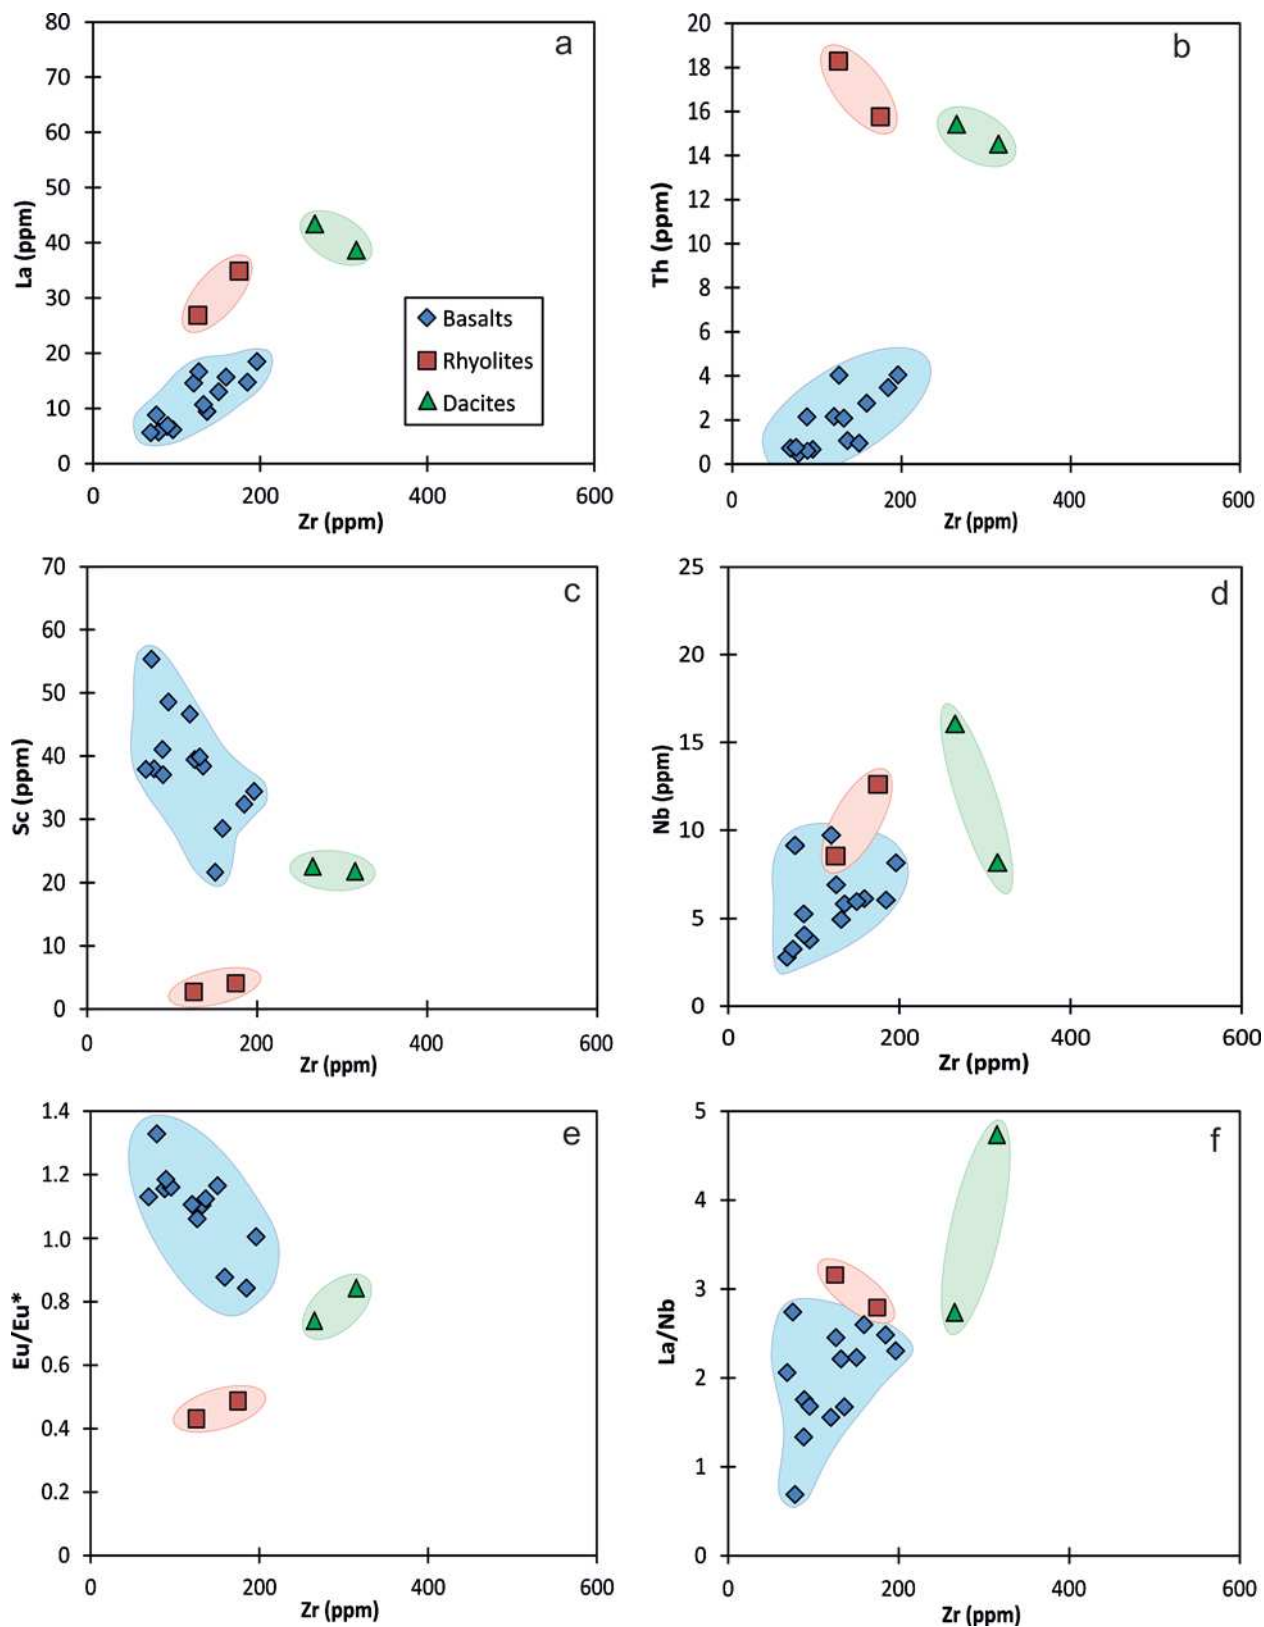 a
80
70
60
50
40
30
20
10
0
La (ppm)
0 200 400 600
Zr (ppm)
Basalts
Rhyolites
Dacites
b
20
18
16
14
12
10
8
6
4
2
0
Th (ppm)
0 200 400 600
Zr (ppm)
c
70
60
50
40
30
20
10
0
Sc (ppm)
0 200 400 600
Zr (ppm)
d
25
20
15
10
5
0
Nb (ppm)
0 200 400 600
Zr (ppm)
e
1.4
1.2
1.0
0.8
0.6
0.4
0.2
0
Eu/Eu*
0 200 400 600
Zr (ppm)
f
5
4
3
2
1
0
La/Nb
0 200 400 600
Zr (ppm)